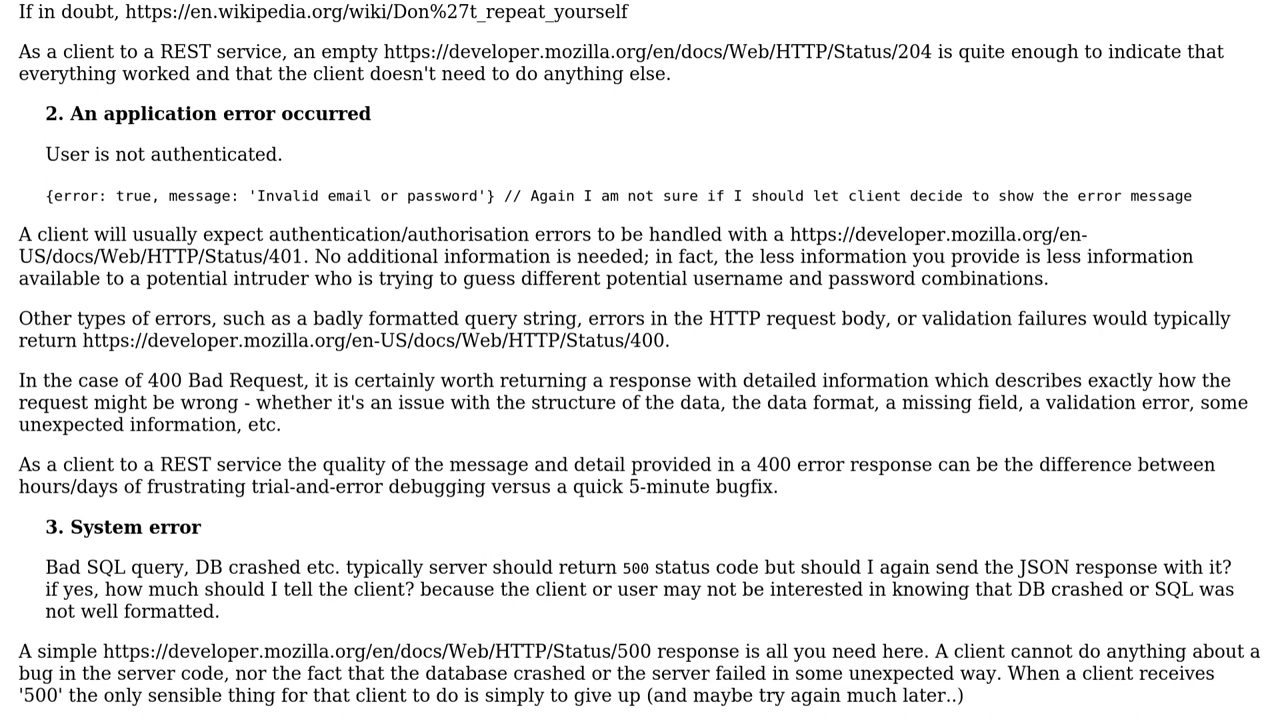 If in doubt, https://en.wikipedia.org/wiki/Don%27t_repeat_yourself
As a client to a REST service, an empty https://developer.mozilla.org/en/docs/Web/HTTP/Status/204 is quite enough to indicate that
everything worked and that the client doesn't need to do anything else.
2. An application error occurred
User is not authenticated.
{error: true, message: 'Invalid email or password'} // Again I am not sure if I should let client decide to show the error message
A client will usually expect authentication/authorisation errors to be handled with a https://developer.mozilla.org/en-
US/docs/Web/HTTP/Status/401. No additional information is needed; in fact, the less information you provide is less information
available to a potential intruder who is trying to guess different potential username and password combinations.
Other types of errors, such as a badly formatted query string, errors in the HTTP request body, or validation failures would typically
return https://developer.mozilla.org/en-US/docs/Web/HTTP/Status/400.
In the case of 400 Bad Request, it is certainly worth returning a response with detailed information which describes exactly how the
request might be wrong - whether it's an issue with the structure of the data, the data format, a missing field, a validation error, some
unexpected information, etc.
As a client to a REST service the quality of the message and detail provided in a 400 error response can be the difference between
hours/days of frustrating trial-and-error debugging versus a quick 5-minute bugfix.
3. System error
Bad SQL query, DB crashed etc. typically server should return 500 status code but should I again send the JSON response with it?
if yes, how much should I tell the client? because the client or user may not be interested in knowing that DB crashed or SQL was
not well formatted.
A simple https://developer.mozilla.org/en/docs/Web/HTTP/Status/500 response is all you need here. A client cannot do anything about a
bug in the server code, nor the fact that the database crashed or the server failed in some unexpected way. When a client receives
'500' the only sensible thing for that client to do is simply to give up (and maybe try again much later..)